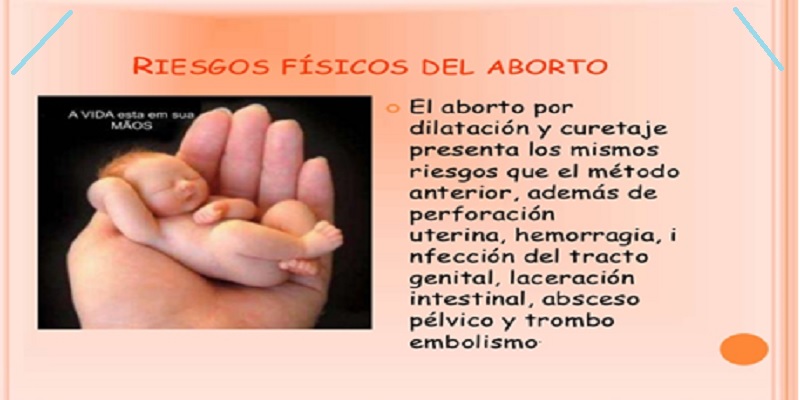 RIESGOS FÍSICOS DEL ABORTO
A VIDA esta em sua
MÃOS
El aborto por
dilatación y curetaje
presenta los mismos
riesgos que el método
anterior, además de
perforación
uterina, hemorragia, i
nfección del tracto
genital, laceración
intestinal, absceso
pélvico y trombo
embolismo